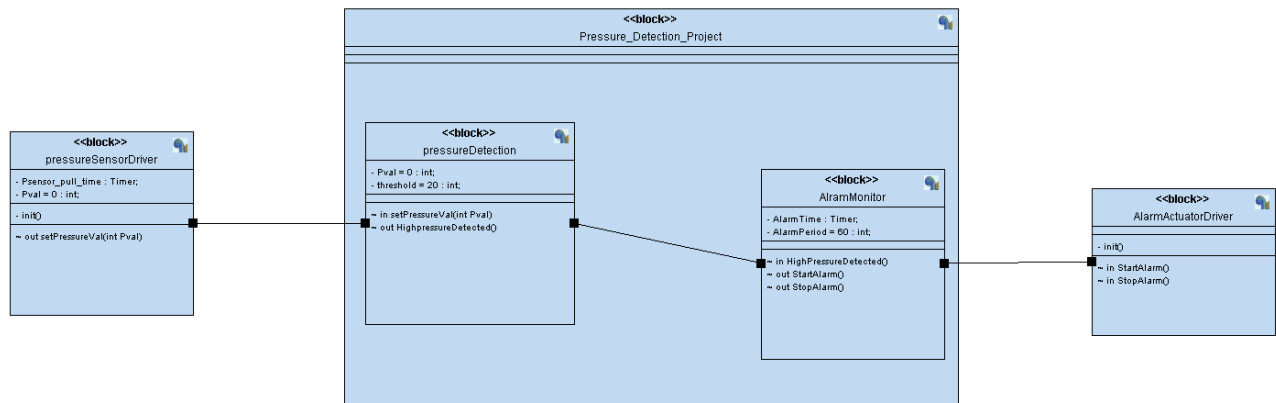 <<block>>
Pressure_Detection_Project
<<block>>
pressureSensorDriver
- Psensor_pull_time : Timer;
- Pval = 0 : int;
- init()
~ out setPressureVal(int Pval)
<<block>>
pressureDetection
- Pval = 0 : int;
- threshold = 20 : int;
~ in setPressureVal(int Pval)
~ out HighpressureDetected()
<<block>>
AlramMonitor
- AlarmTime : Timer;
- AlarmPeriod = 60 : int;
~ in HighPressureDetected()
~ out StartAlarm()
~ out StopAlarm()
<<block>>
AlarmActuatorDriver
- init()
~ in StartAlarm()
~ in StopAlarm()